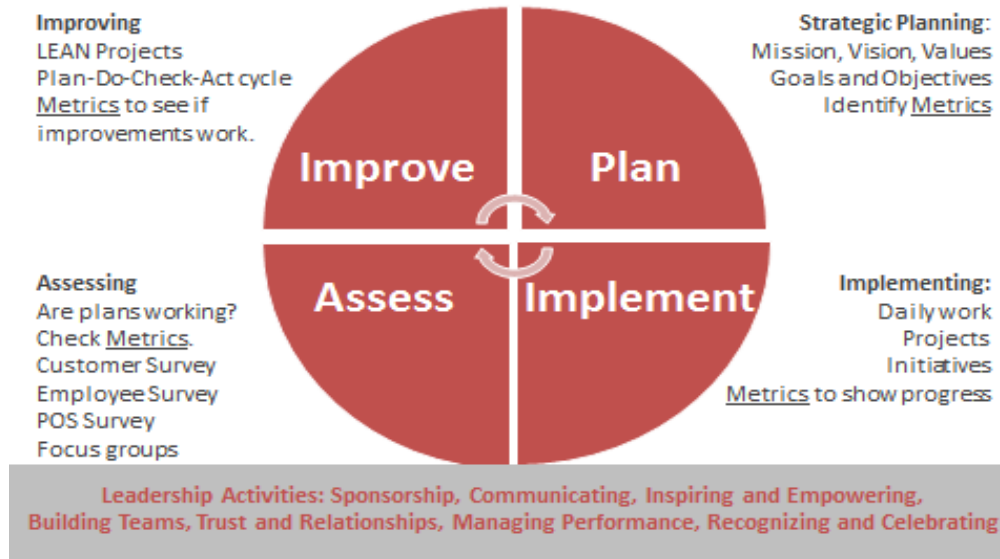 Improving
LEAN Projects
Plan-Do-Check-Act cycle
Metrics to see if
improvements work.
Strategic Planning:
Mission, Vision, Values
Goals and Objectives
Identify Metrics
Improve
Plan
Assess
Implement
Assessing
Are plans working?
Check Metrics.
Customer Survey
Employee Survey
POS Survey
Focus groups
Implementing:
Daily work
Projects
Initiatives
Metrics to show progress
Leadership Activities: Sponsorship, Communicating, Inspiring and Empowering,
Building Teams, Trust and Relationships, Managing Performance, Recognizing and Celebrating